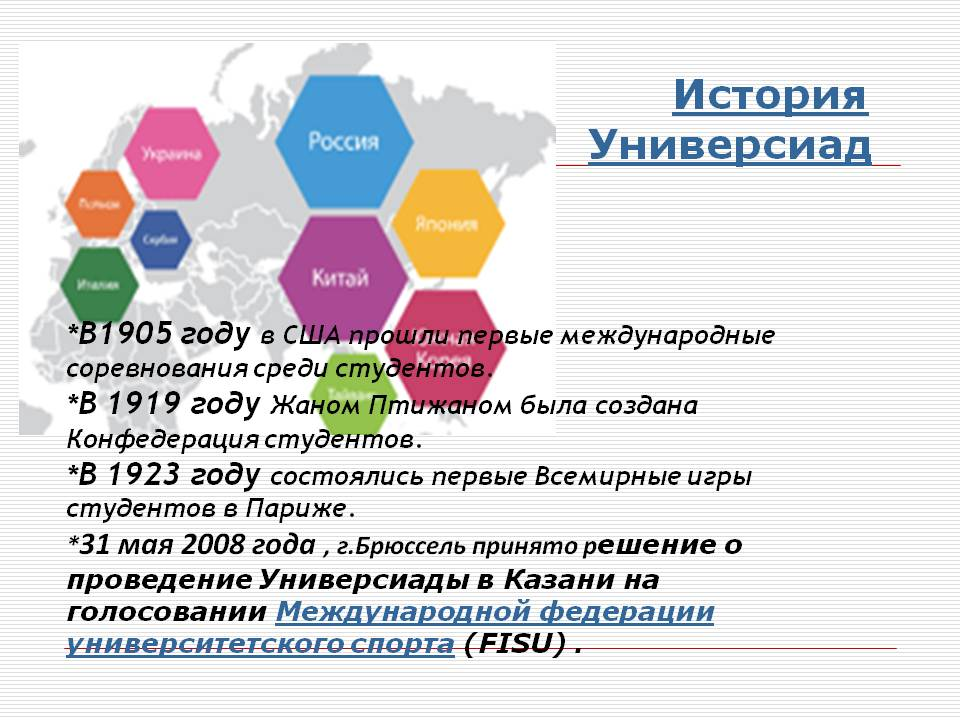 История
Универсиад
Украина
Россия
Польша
Сербия
Япония
Италия
Китай
Корея
*В1905 году в США прошли первые международные
соревнования среди студентов.
*В 1919 году Жаном Птижаном была создана
Конфедерация студентов.
*В 1923 году состоялись первые Всемирные игры
студентов в Париже.
*31 мая 2008 года , г.Брюссель принято решение о
проведение Универсиады в Казани на
голосовании Международной федерации
университетского спорта (FISU) .